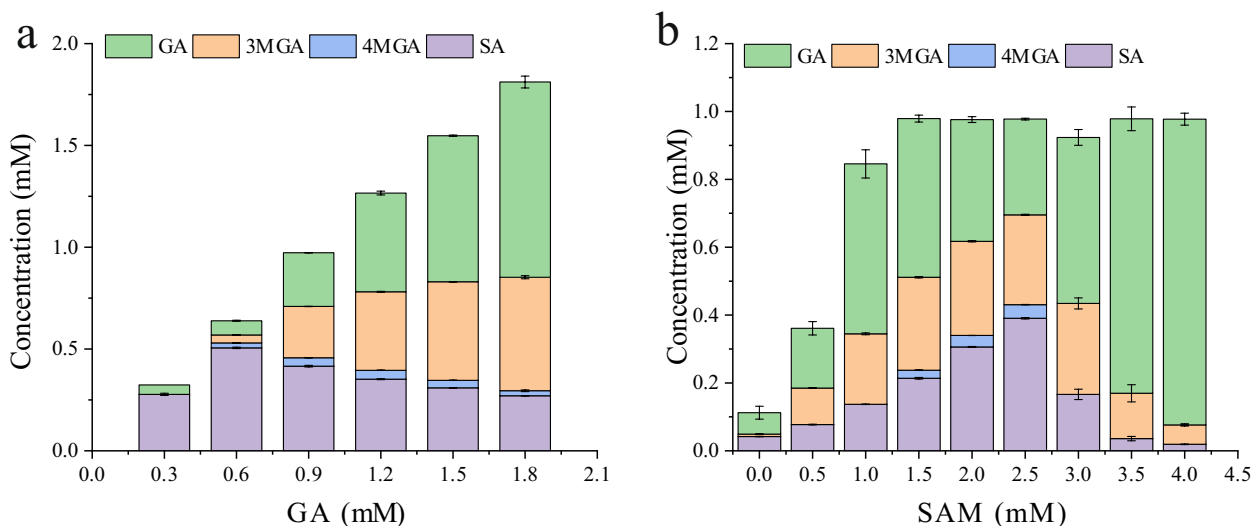 a
GA 3MGA 4MGA SA
Concentration (mM)
2.0
1.5
1.0
0.5
0.0
0.0 0.3 0.6 0.9 1.2 1.5 1.8 2.1
GA (mM)
b
GA 3MGA 4MGA SA
Concentration (mM)
1.2
1.0
0.8
0.6
0.4
0.2
0.0
0.0 0.5 1.0 1.5 2.0 2.5 3.0 3.5 4.0 4.5
SAM (mM)